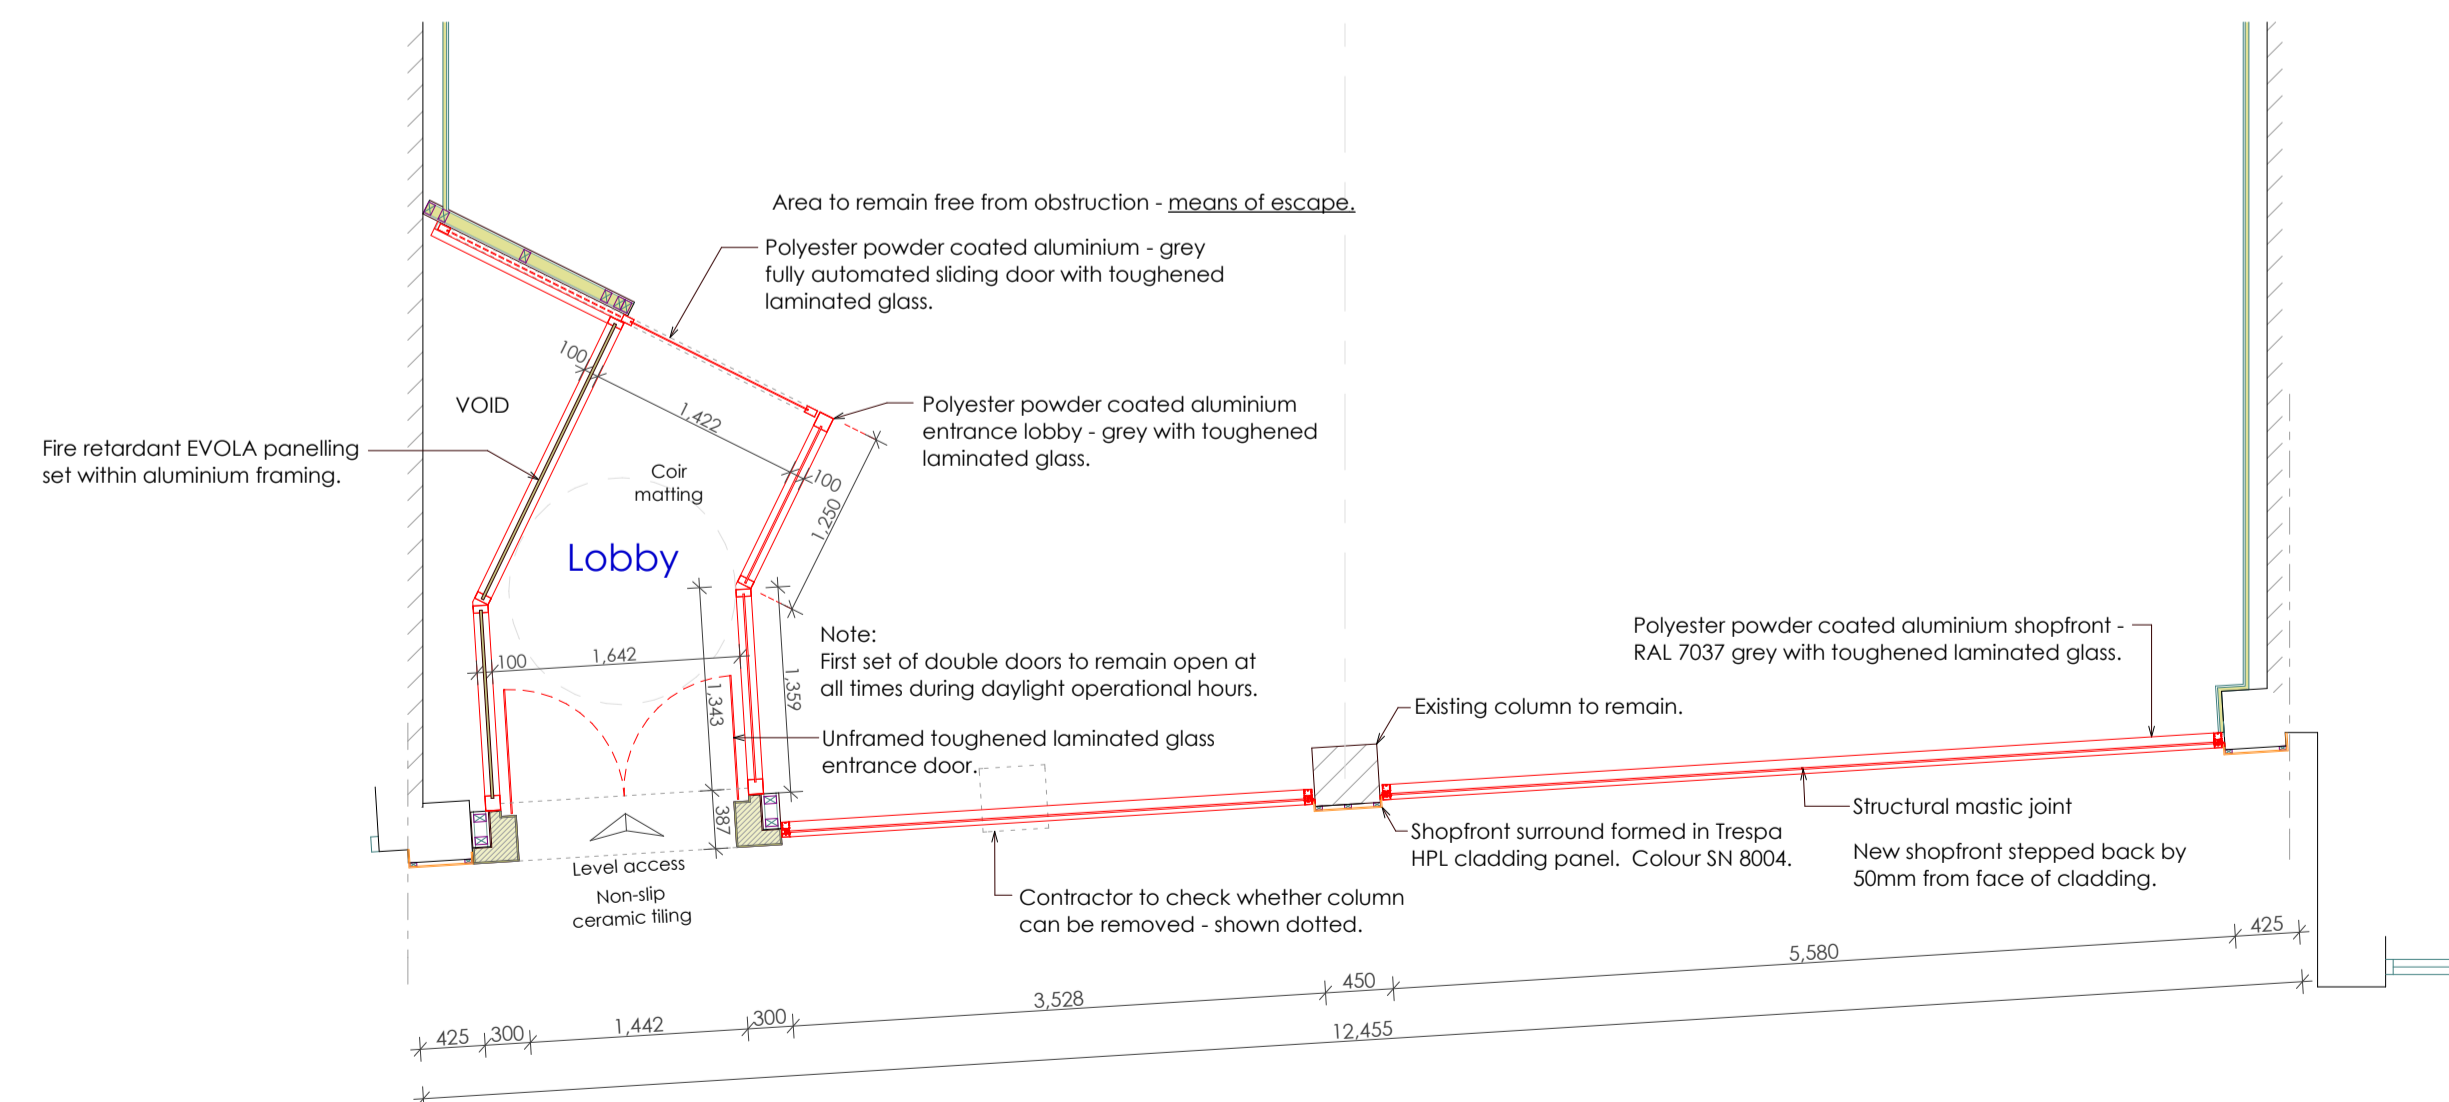 Area to remain free from obstruction - means of escape.
Polyester powder coated aluminium - grey
fully automated sliding door with toughened
laminated glass.
100
VOID
1,422
Polyester powder coated aluminium
entrance lobby - grey with toughened
laminated glass.
Fire retardant EVOLA panelling
set within aluminium framing.
Coir
matting
100
1,250
Lobby
Note:
First set of double doors to remain open at
all times during daylight operational hours.
100
1,642
1,343
1,359
Polyester powder coated aluminium shopfront -
RAL 7037 grey with toughened laminated glass.
Existing column to remain.
Unframed toughened laminated glass
entrance door.
387
Structural mastic joint
Shopfront surround formed in Trespa
HPL cladding panel. Colour SN 8004.
New shopfront stepped back by
50mm from face of cladding.
Level access
Non-slip
ceramic tiling
Contractor to check whether column
can be removed - shown dotted.
425
300
1,442
300
3,528
450
5,580
425
12,455